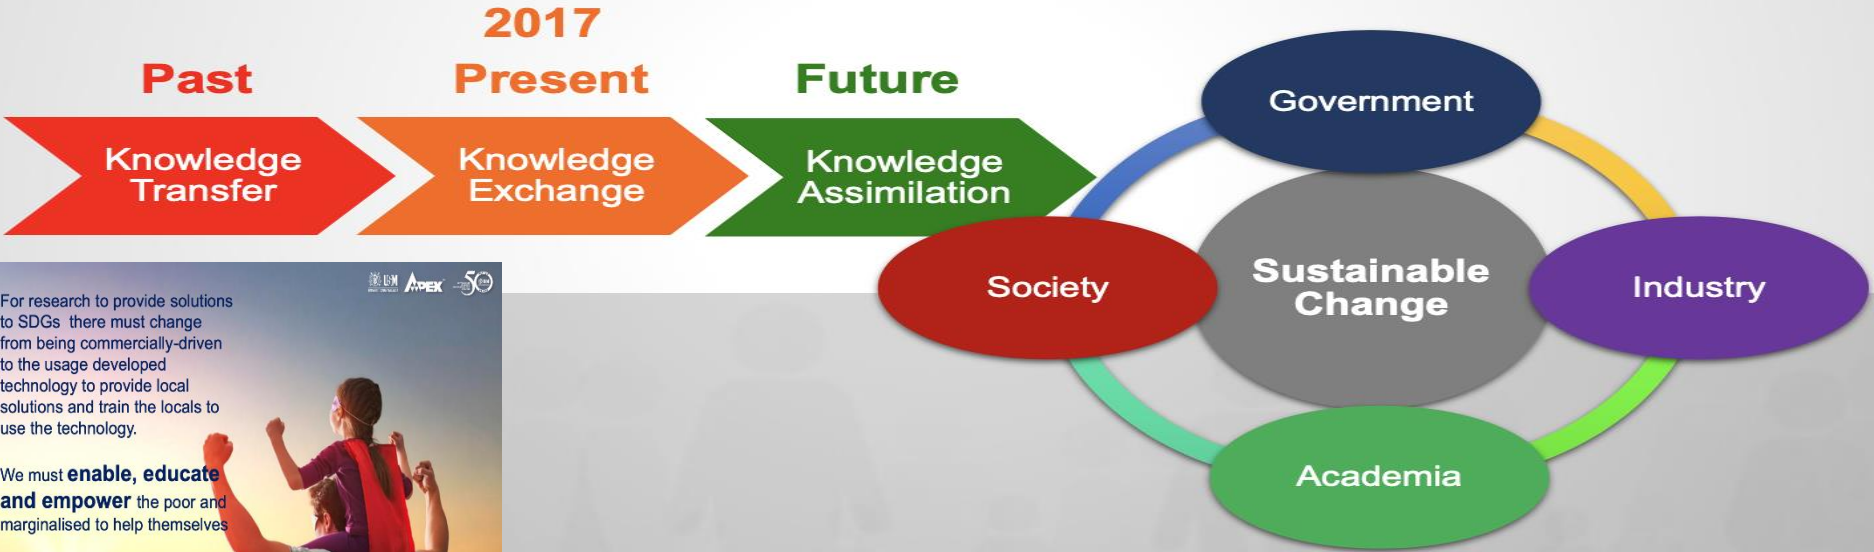 2017
Past
Present
Future
Knowledge
Transfer
Knowledge
Exchange
Knowledge
Assimilation
Government
Society
Sustainable
Change
Industry
Academia
APEX
50
For research to provide solutions
to SDGs there must change
from being commercially-driven
to the usage developed
technology to provide local
solutions and train the locals to
use the technology.
We must enable, educate
and empower the poor and
marginalised to help themselves